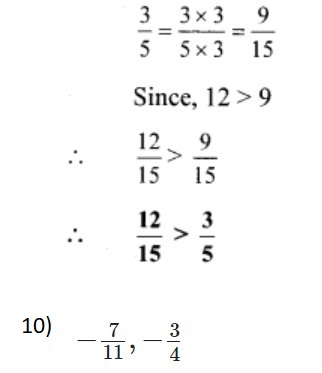 3/5 = 3 × 3/5 × 3 = 9/15
Since, 12 > 9
∴ 12/15 > 9/15
∴ 12/15 > 3/5
10) −7/11, −3/4